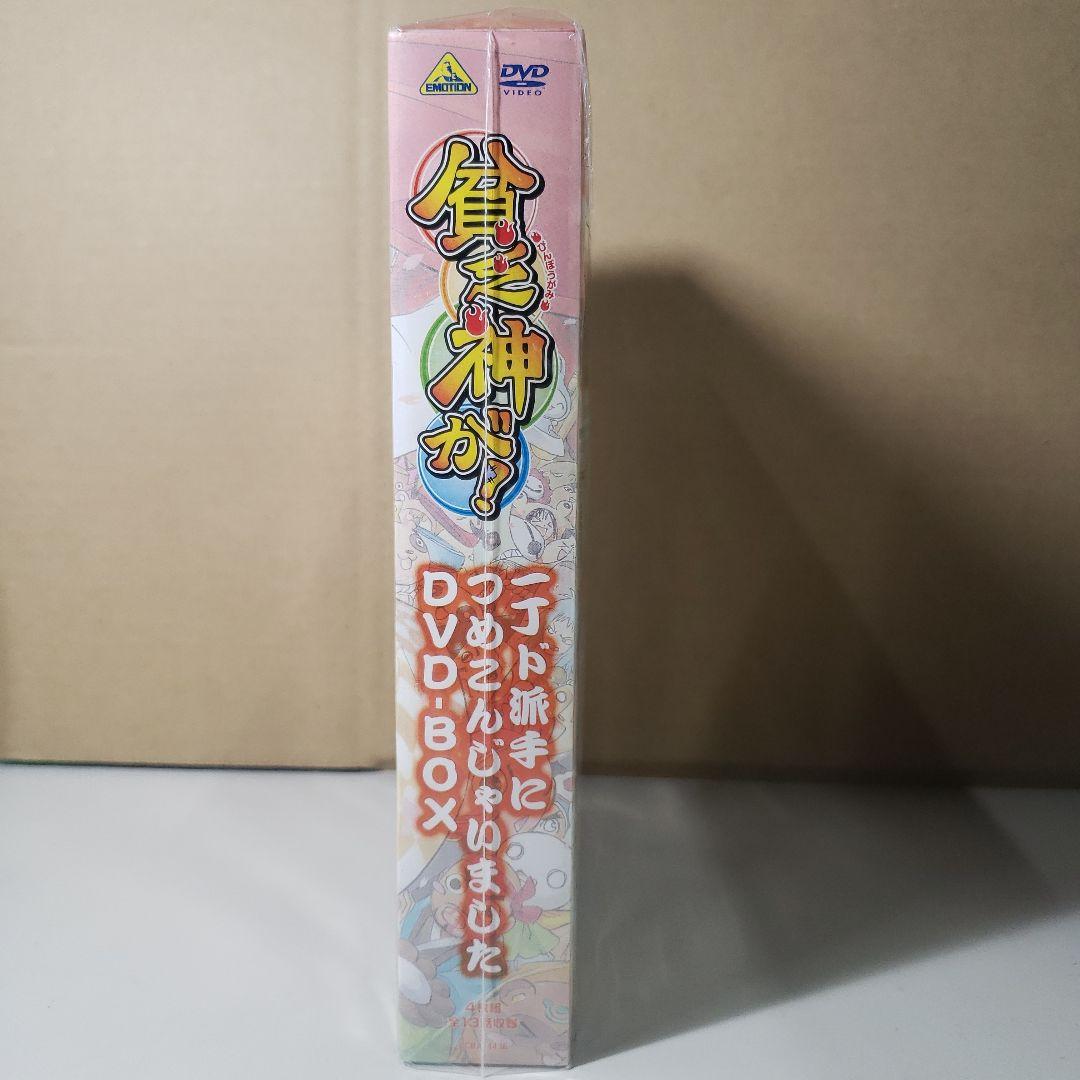 EMOTION
DVD
VIDEO
貧乏神が!
びんぼうがみ
一丁ド派手に
つめこんじゃいました
DVD-BOX
4枚組
全13話収容